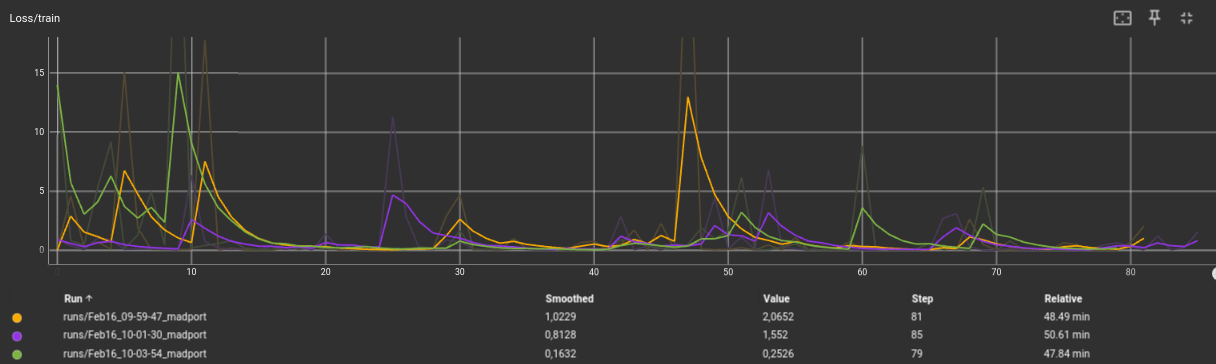 Loss/train
15
10
5
0
0 10 20 30 40 50 60 70 80
Run ↑ Smoothed Value Step Relative
runs/Feb16_09-59-47_madport 1,0229 2,0652 81 48.49 min
runs/Feb16_10-01-30_madport 0,8128 1,552 85 50.61 min
runs/Feb16_10-03-54_madport 0,1632 0,2526 79 47.84 min